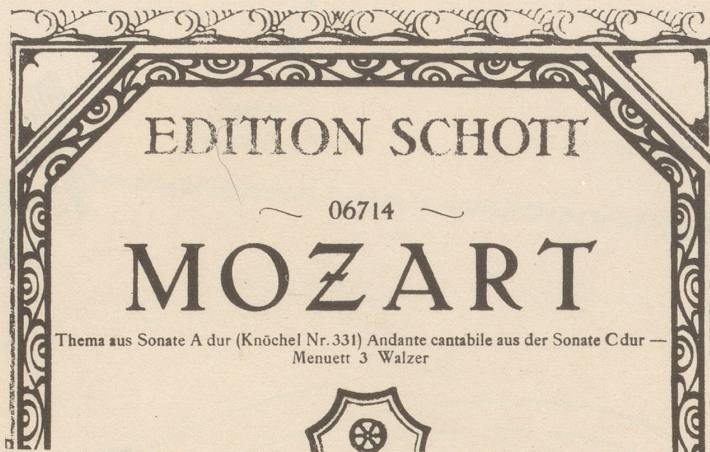 EDITION SCHOTT
06714
MOZART
Thema aus Sonate A dur (Knöchel Nr. 331) Andante cantabile aus der Sonate C dur —
Menuett 3 Walzer